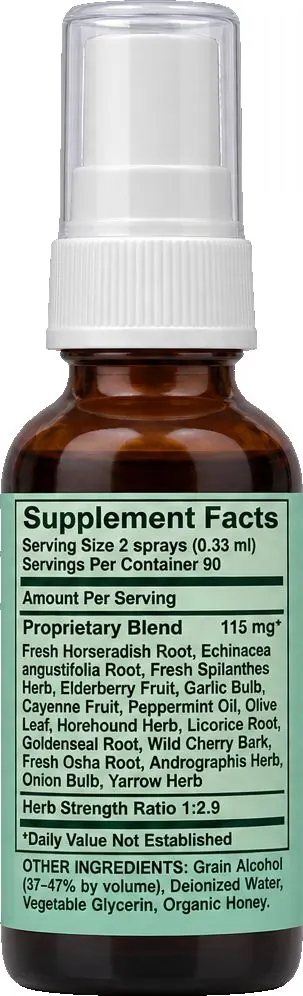 Supplement Facts
Serving Size 2 sprays (0.33 ml)
Servings Per Container 90
Amount Per Serving
Proprietary Blend 115 mg*
Fresh Horseradish Root, Echinacea
angustifolia Root, Fresh Spilanthes
Herb, Elderberry Fruit, Garlic Bulb,
Cayenne Fruit, Peppermint Oil, Olive
Leaf, Horehound Herb, Licorice Root,
Goldenseal Root, Wild Cherry Bark,
Fresh Osha Root, Andrographis Herb,
Onion Bulb, Yarrow Herb
Herb Strength Ratio 1:2.9
*Daily Value Not Established
OTHER INGREDIENTS: Grain Alcohol
(37–47% by volume), Deionized Water,
Vegetable Glycerin, Organic Honey.